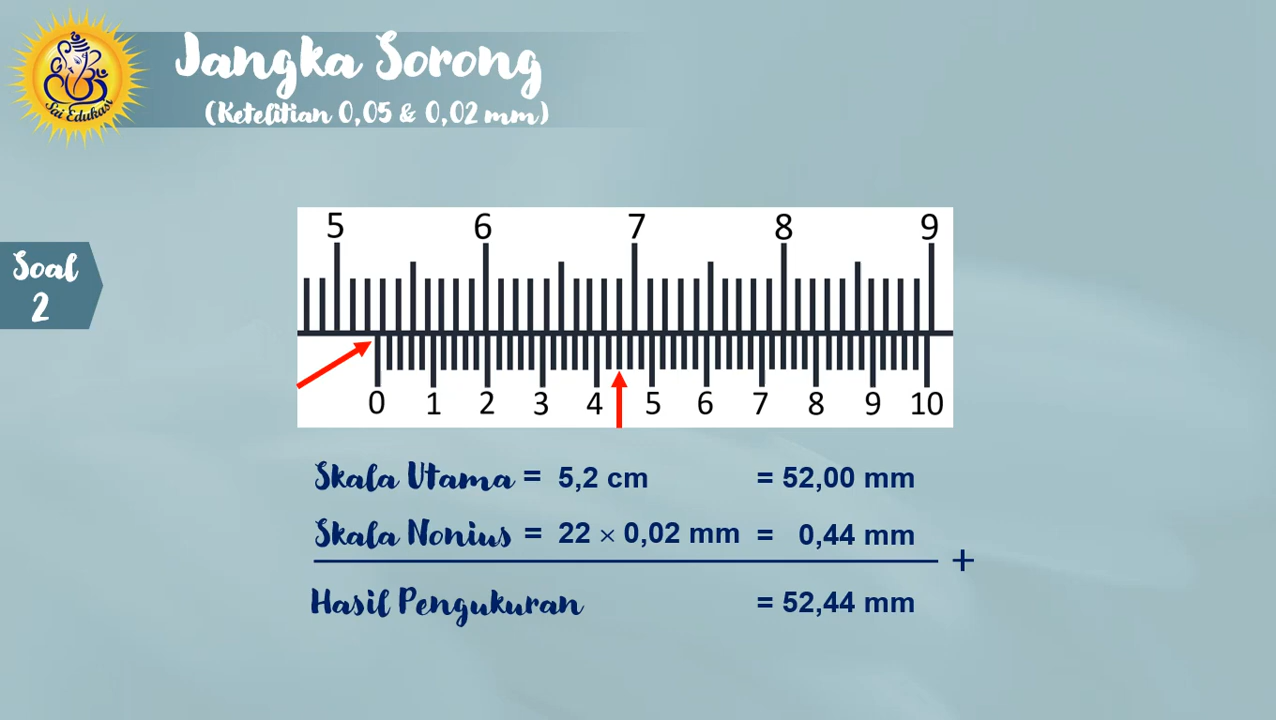 Jangka Sorong
(Ketelitian 0,05 & 0,02 mm)
Sai Edukasi
Soal
2
5 6 7 8 9
0 1 2 3 4 5 6 7 8 9 10
Skala Utama = 5,2 cm = 52,00 mm
Skala Nonius = 22 × 0,02 mm = 0,44 mm
+
Hasil Pengukuran = 52,44 mm